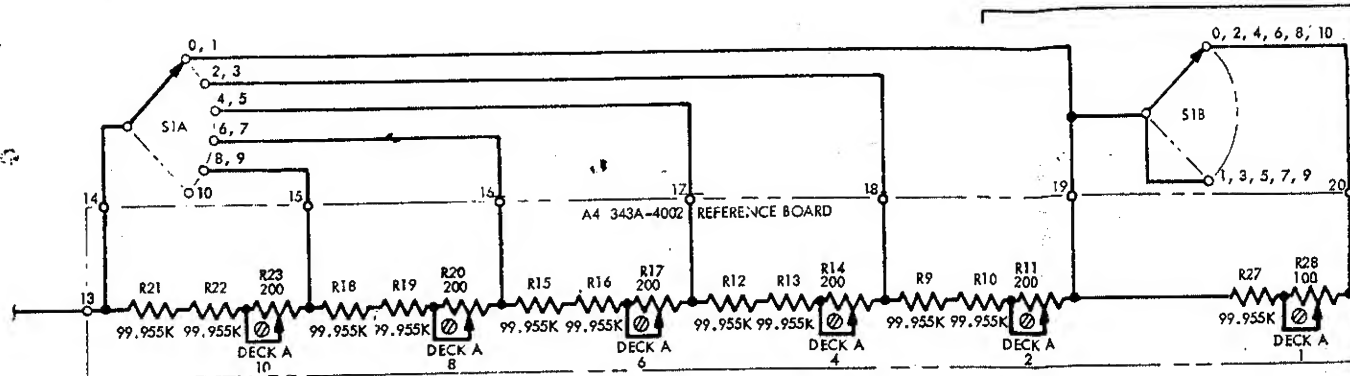 0, 1
2, 3
4, 5
6, 7
8, 9
10
S1A
0, 2, 4, 6, 8, 10
S1B
1, 3, 5, 7, 9
14
15
16
17
18
19
20
A4 343A-4002 REFERENCE BOARD
13
R21
R22
R23
200
R18
R19
R20
200
R15
R16
R17
200
R12
R13
R14
200
R9
R10
R11
200
R27
R28
100
99.955K
99.955K
99.955K
99.955K
99.955K
99.955K
99.955K
99.955K
99.955K
99.955K
99.955K
DECK A
10
DECK A
8
DECK A
6
DECK A
4
DECK A
2
DECK A
1